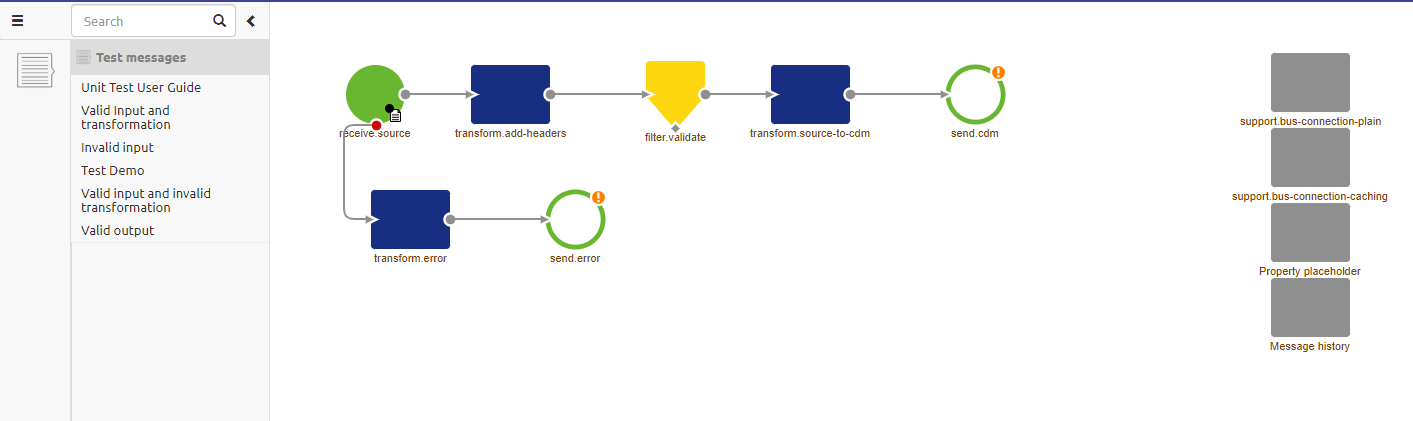 Search
Test messages
Unit Test User Guide
Valid Input and
transformation
Invalid input
Test Demo
Valid input and invalid
transformation
Valid output
receive.source
transform.add-headers
filter.validate
transform.source-to-cdm
send.cdm
transform.error
send.error
support.bus-connection-plain
support.bus-connection-caching
Property placeholder
Message history